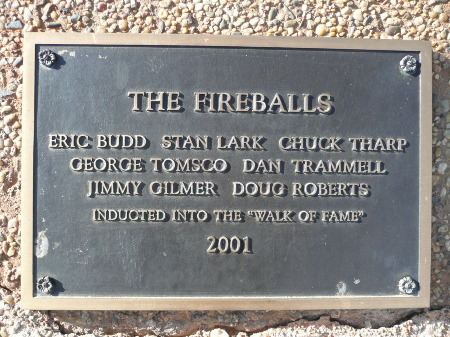 THE FIREBALLS
ERIC BUDD STAN LARK CHUCK THARP
GEORGE TOMSCO DAN TRAMMELL
JIMMY GILMER DOUG ROBERTS
INDUCTED INTO THE "WALK OF FAME"
2001